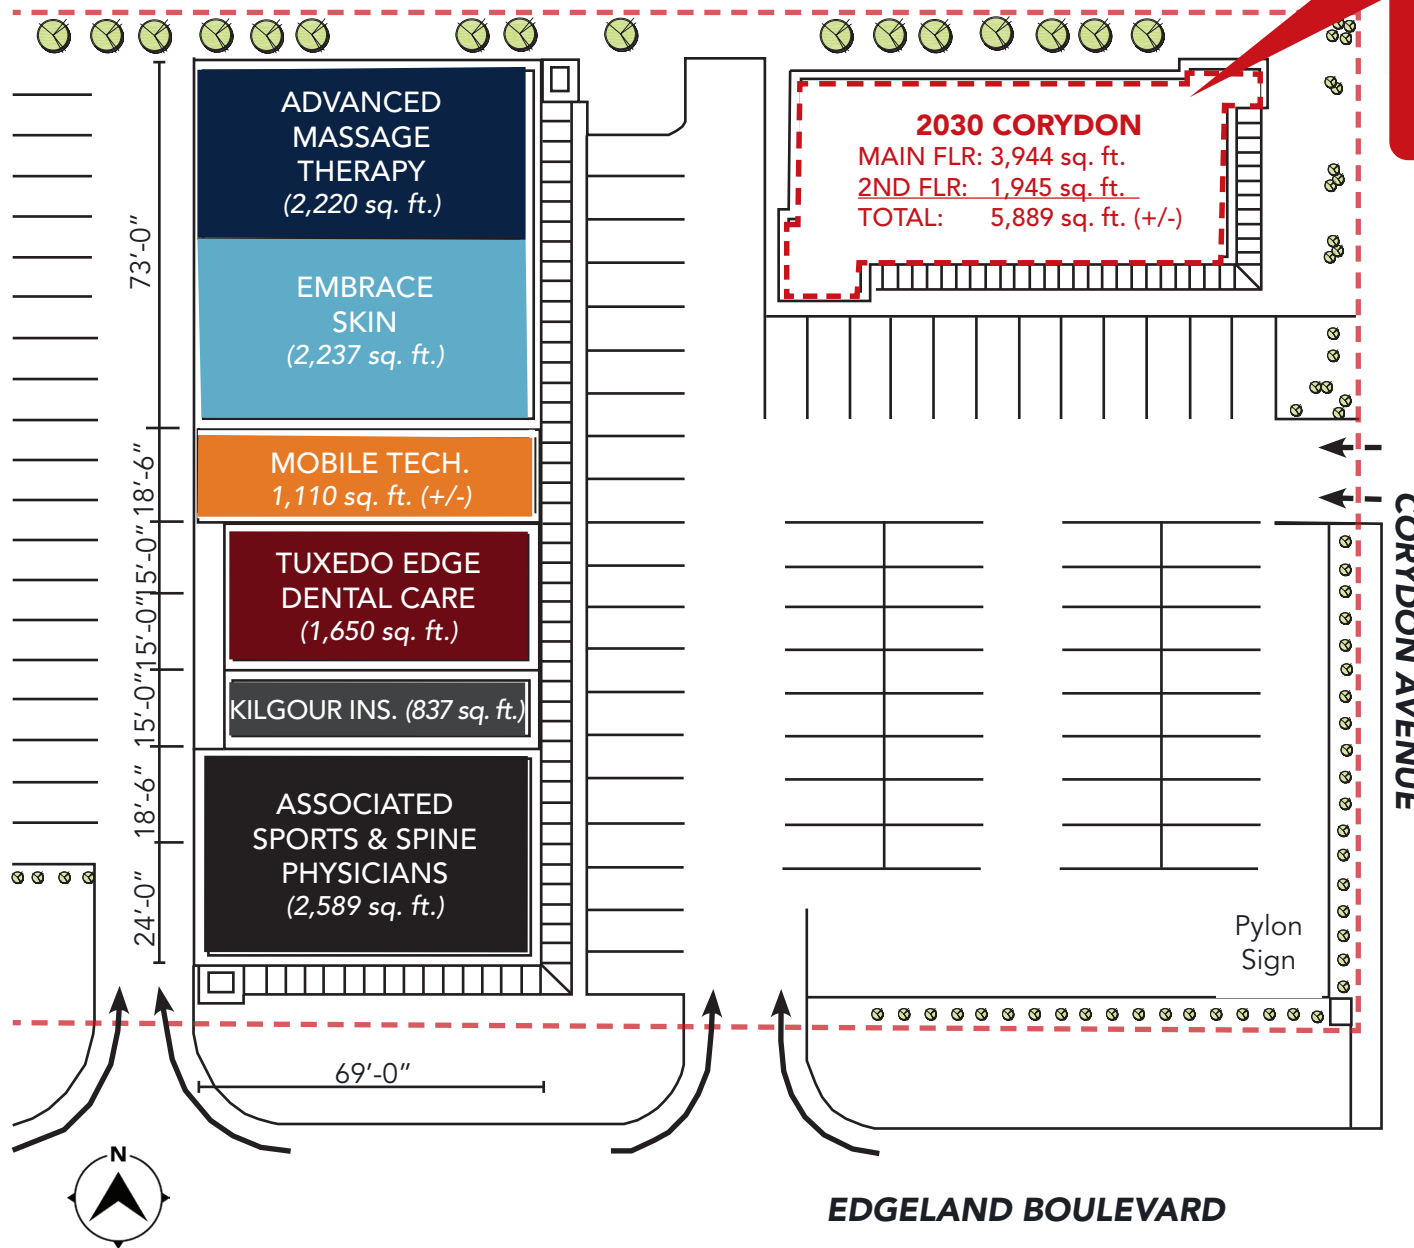 ADVANCED
MASSAGE
THERAPY
(2,220 sq. ft.)
EMBRACE
SKIN
(2,237 sq. ft.)
MOBILE TECH.
1,110 sq. ft. (+/-)
TUXEDO EDGE
DENTAL CARE
(1,650 sq. ft.)
KILGOUR INS. (837 sq. ft.)
ASSOCIATED
SPORTS & SPINE
PHYSICIANS
(2,589 sq. ft.)
73'-0"
18'-6"
15'-0"
15'-0"
15'-0"
18'-6"
24'-0"
69'-0"
2030 CORYDON
MAIN FLR: 3,944 sq. ft.
2ND FLR: 1,945 sq. ft.
TOTAL: 5,889 sq. ft. (+/-)
CORYDON AVENUE
Pylon
Sign
N
EDGELAND BOULEVARD